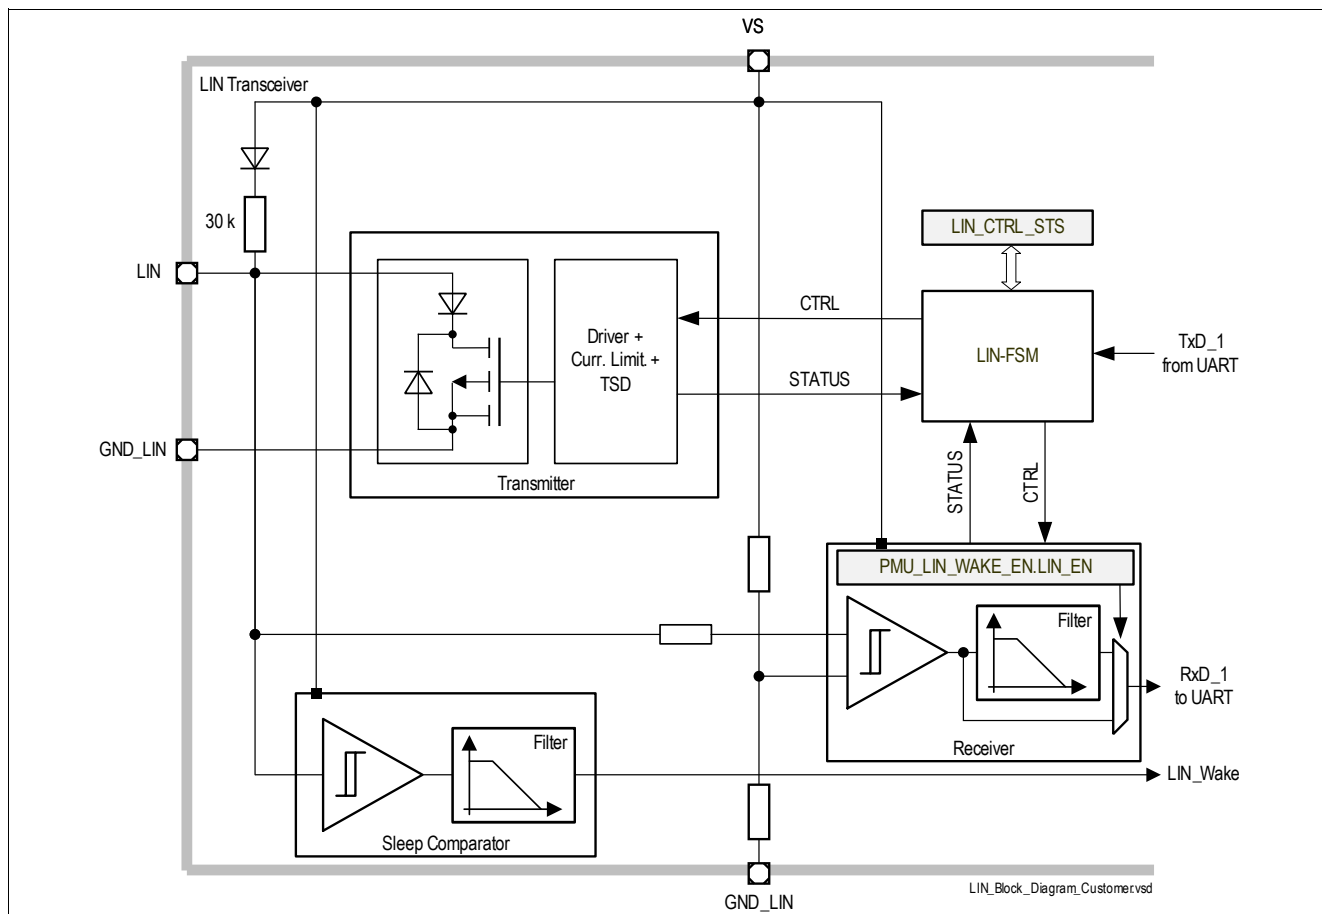 VS
LIN Transceiver
30 k
LIN_CTRL_STS
LIN
CTRL
Driver +
Curr. Limit. +
TSD
LIN-FSM
TxD_1
from UART
STATUS
GND_LIN
Transmitter
STATUS
CTRL
PMU_LIN_WAKE_EN.LIN_EN
Filter
RxD_1
to UART
Receiver
Filter
LIN_Wake
Sleep Comparator
GND_LIN
LIN_Block_Diagram_Customer.vsd